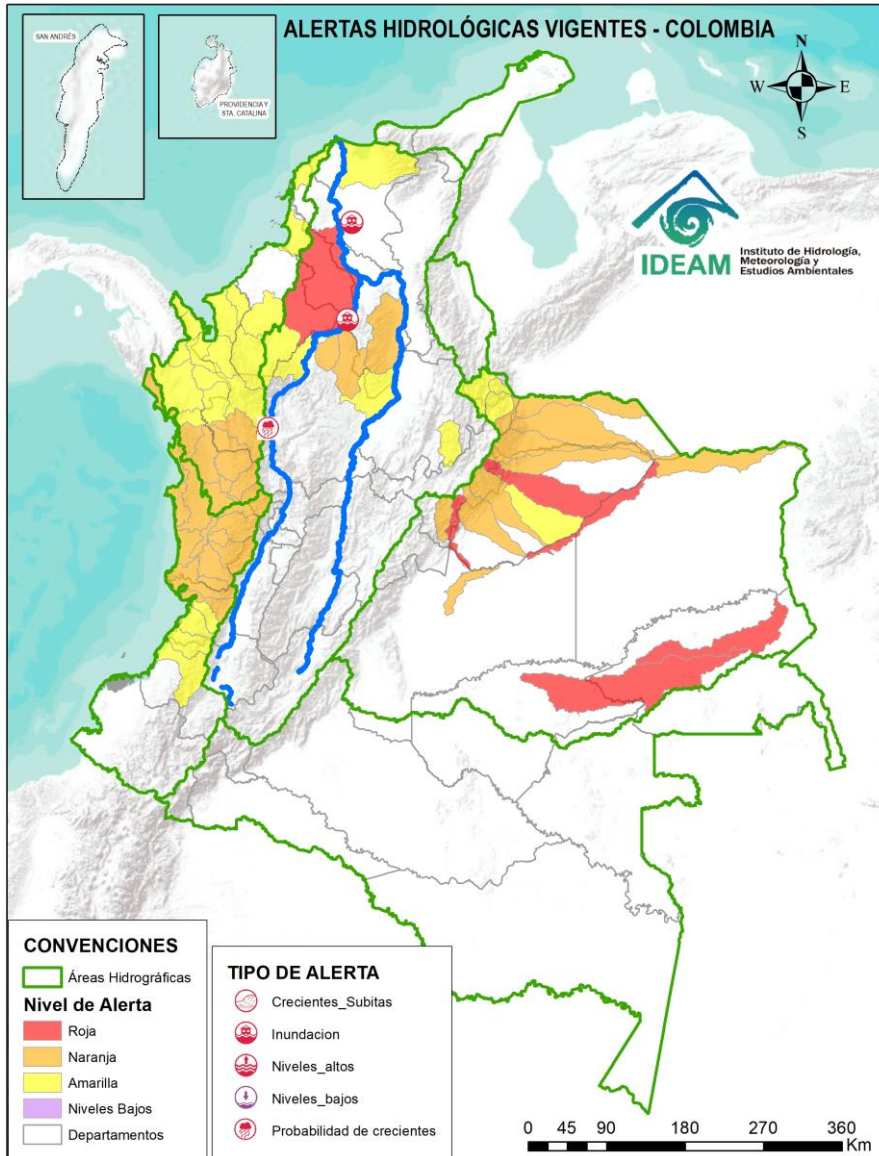 ALERTAS HIDROLÓGICAS VIGENTES - COLOMBIA
SAN ANDRÉS
PROVIDENCIA Y
STA. CATALINA
N
W
E
S
IDEAM
Instituto de Hidrología,
Meteorología y
Estudios Ambientales
CONVENCIONES
Áreas Hidrográficas
Nivel de Alerta
Roja
Naranja
Amarilla
Niveles Bajos
Departamentos
TIPO DE ALERTA
Crecientes_Subitas
Inundacion
Niveles_altos
Niveles_bajos
Probabilidad de crecientes
0 45 90 180 270 360
Km